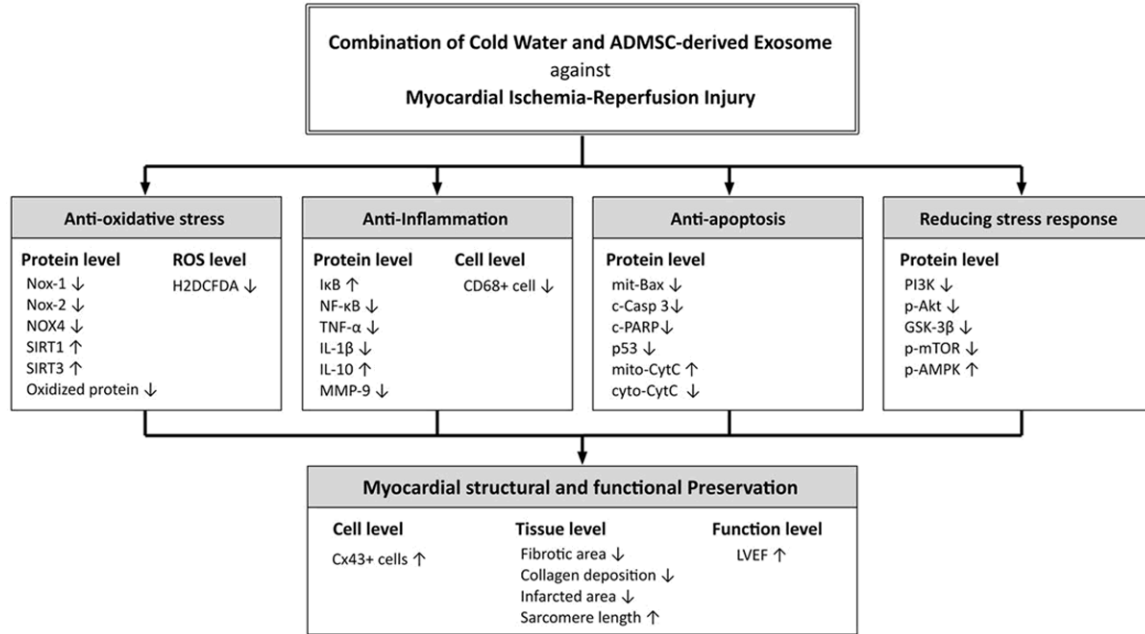 Combination of Cold Water and ADMSC-derived Exosome
against
Myocardial Ischemia-Reperfusion Injury
Anti-oxidative stress
Protein level
Nox-1 ↓
Nox-2 ↓
NOX4 ↓
SIRT1 ↑
SIRT3 ↑
Oxidized protein ↓
ROS level
H2DCFDA ↓
Anti-Inflammation
Protein level
IκB ↑
NF-κB ↓
TNF-α ↓
IL-1β ↓
IL-10 ↑
MMP-9 ↓
Cell level
CD68+ cell ↓
Anti-apoptosis
Protein level
mit-Bax ↓
c-Casp 3↓
c-PARP↓
p53 ↓
mito-CytC ↑
cyto-CytC ↓
Reducing stress response
Protein level
PI3K ↓
p-Akt ↓
GSK-3β ↓
p-mTOR ↓
p-AMPK ↑
Myocardial structural and functional Preservation
Cell level
Cx43+ cells ↑
Tissue level
Fibrotic area ↓
Collagen deposition ↓
Infarcted area ↓
Sarcomere length ↑
Function level
LVEF ↑